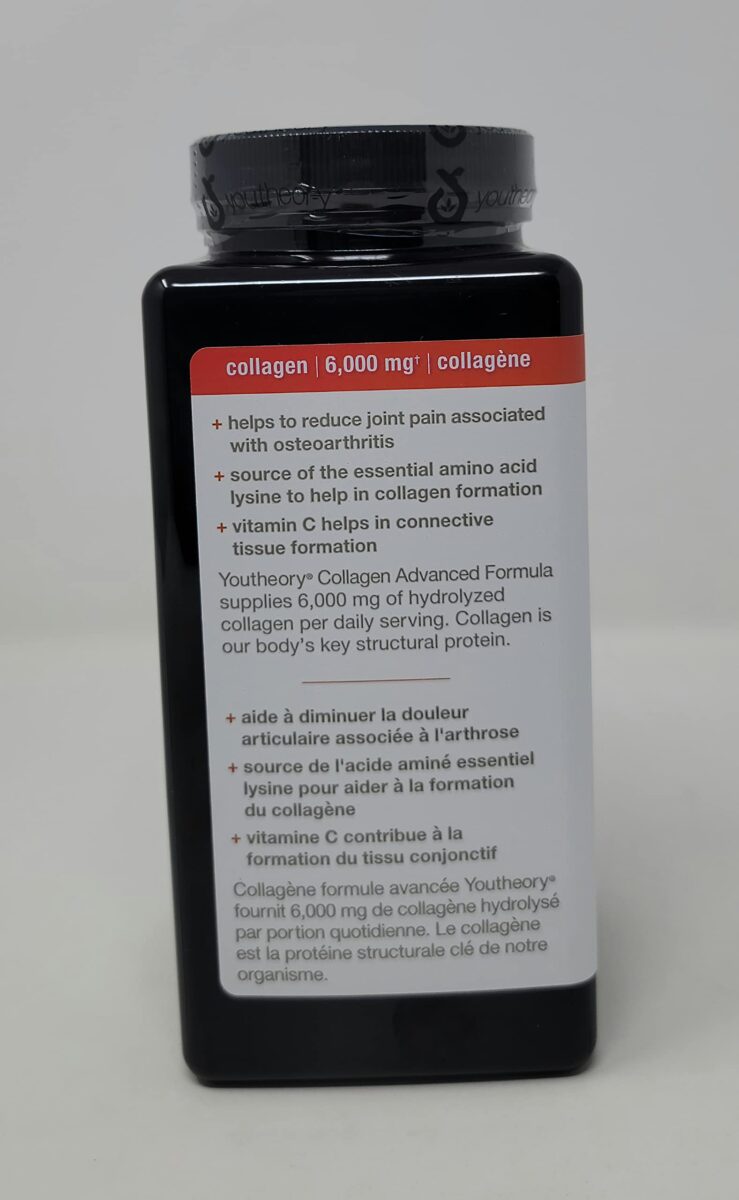 youtheory
youtheory
collagen | 6,000 mg† | collagène
+ helps to reduce joint pain associated
with osteoarthritis
+ source of the essential amino acid
lysine to help in collagen formation
+ vitamin C helps in connective
tissue formation
Youtheory® Collagen Advanced Formula
supplies 6,000 mg of hydrolyzed
collagen per daily serving. Collagen is
our body's key structural protein.
+ aide à diminuer la douleur
articulaire associée à l'arthrose
+ source de l'acide aminé essentiel
lysine pour aider à la formation
du collagène
+ vitamine C contribue à la
formation du tissu conjonctif
Collagène formule avancée Youtheory®
fournit 6,000 mg de collagène hydrolysé
par portion quotidienne. Le collagène
est la protéine structurale clé de notre
organisme.